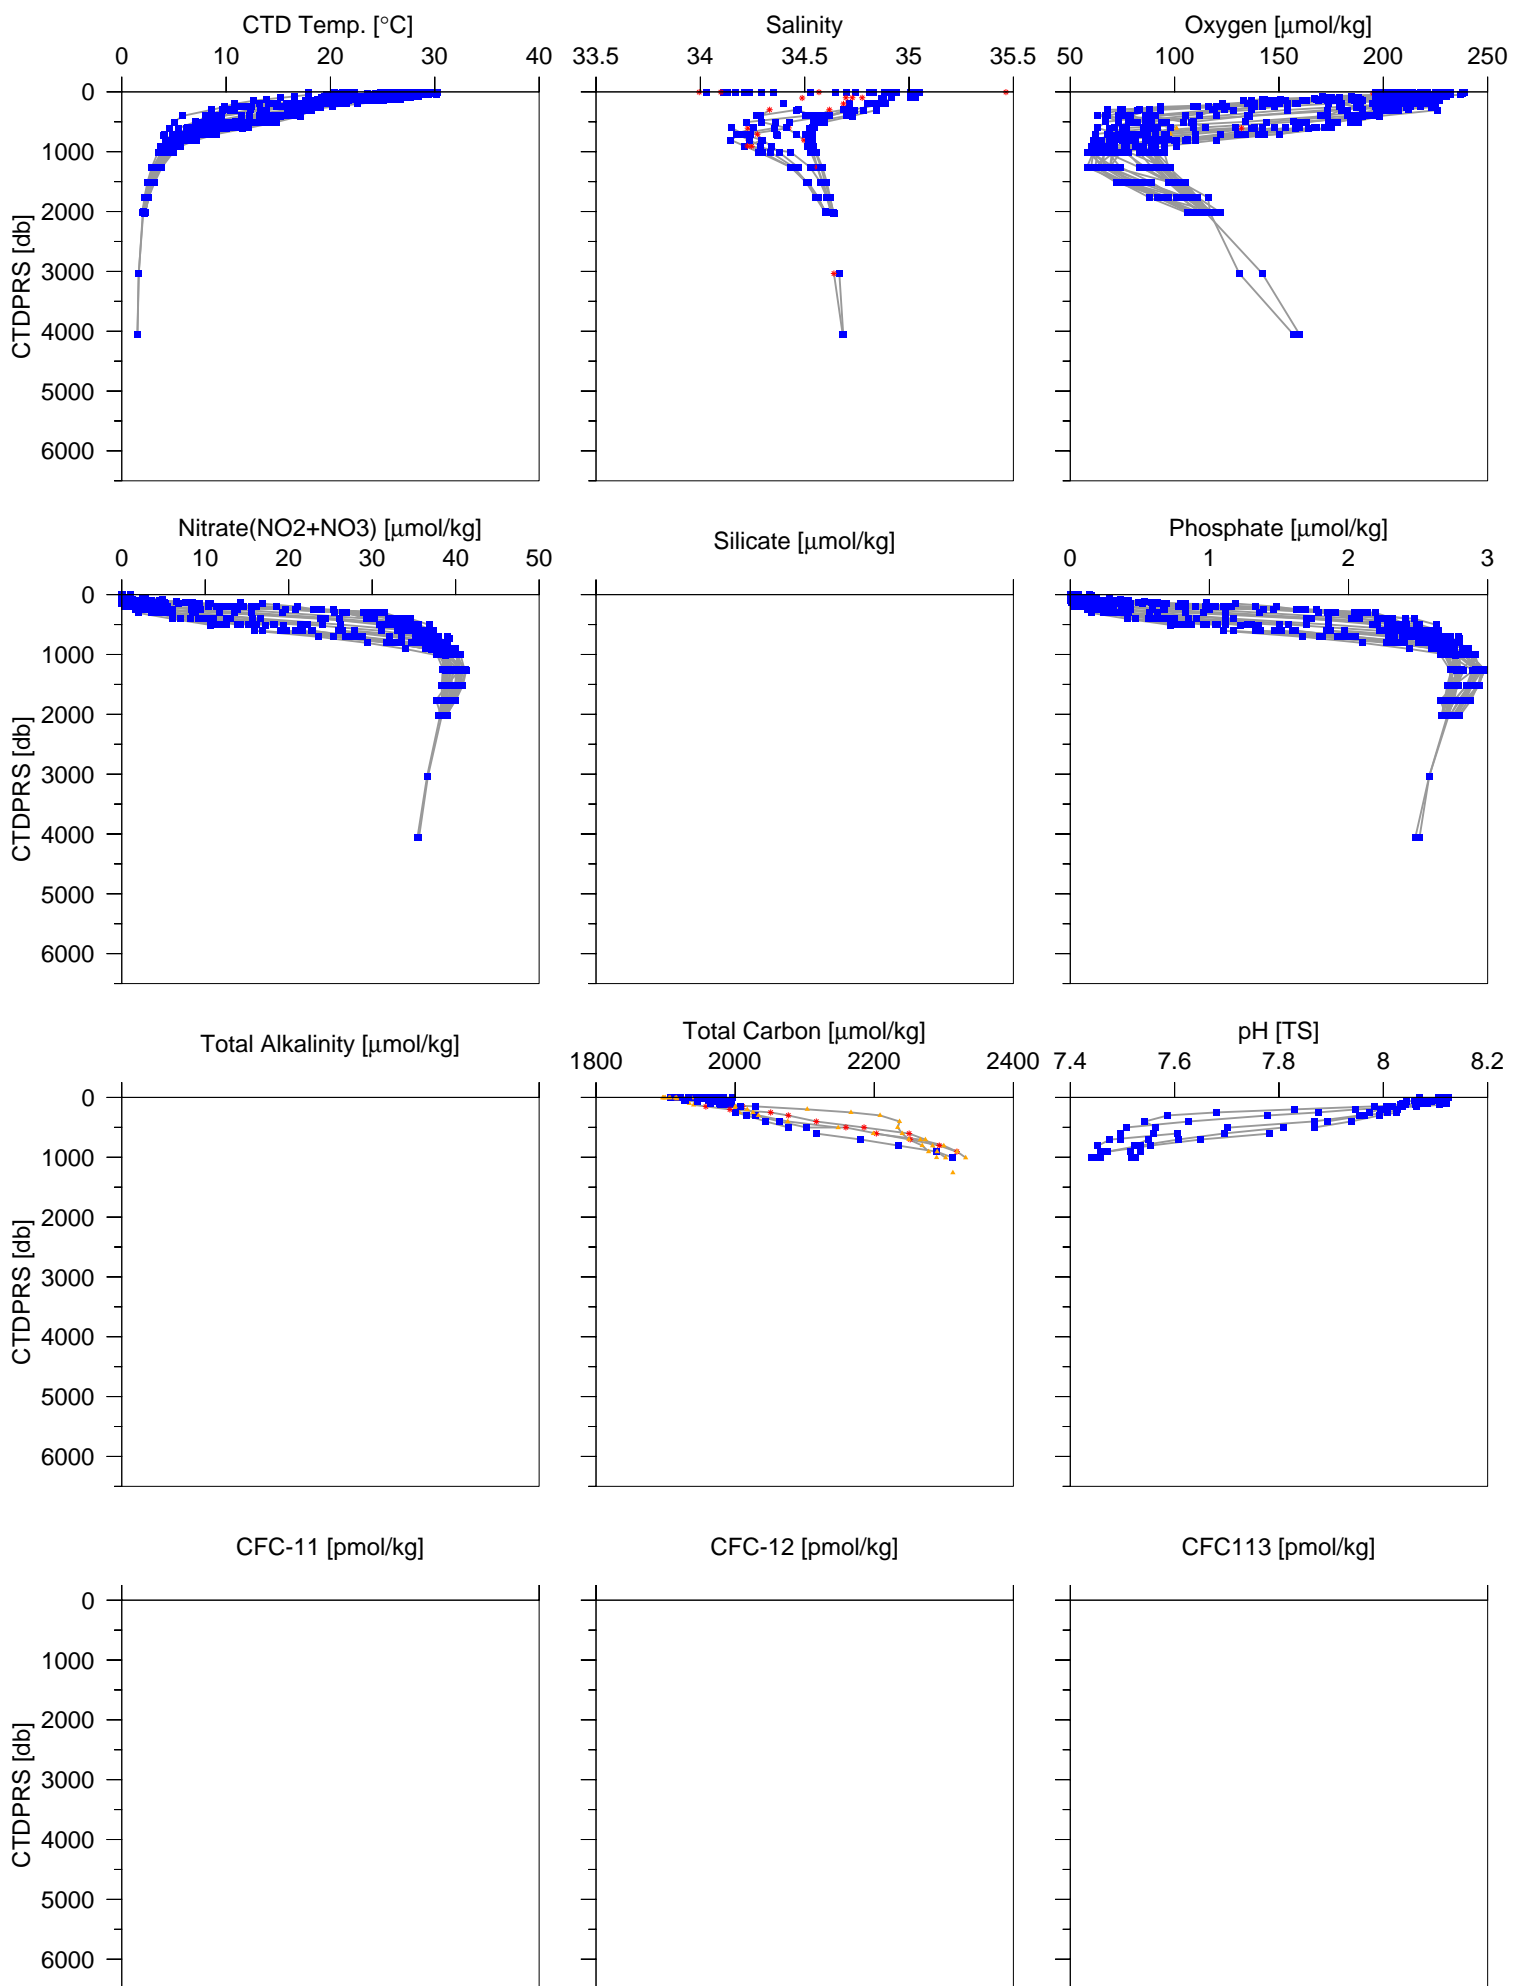 CTD Temp. [°C] Salinity Oxygen [μmol/kg]
0 10 20 30 40 33.5 34 34.5 35 35.5 50 100 150 200 250
0
1000
2000
3000
4000
5000
6000
CTDPRS [db]
Nitrate(NO2+NO3) [μmol/kg] Silicate [μmol/kg] Phosphate [μmol/kg]
0 10 20 30 40 50 0 1 2 3
0
1000
2000
3000
4000
5000
6000
CTDPRS [db]
Total Alkalinity [μmol/kg] Total Carbon [μmol/kg] pH [TS]
1800 2000 2200 2400 7.4 7.6 7.8 8 8.2
0
1000
2000
3000
4000
5000
6000
CTDPRS [db]
CFC-11 [pmol/kg] CFC-12 [pmol/kg] CFC113 [pmol/kg]
0
1000
2000
3000
4000
5000
6000
CTDPRS [db]